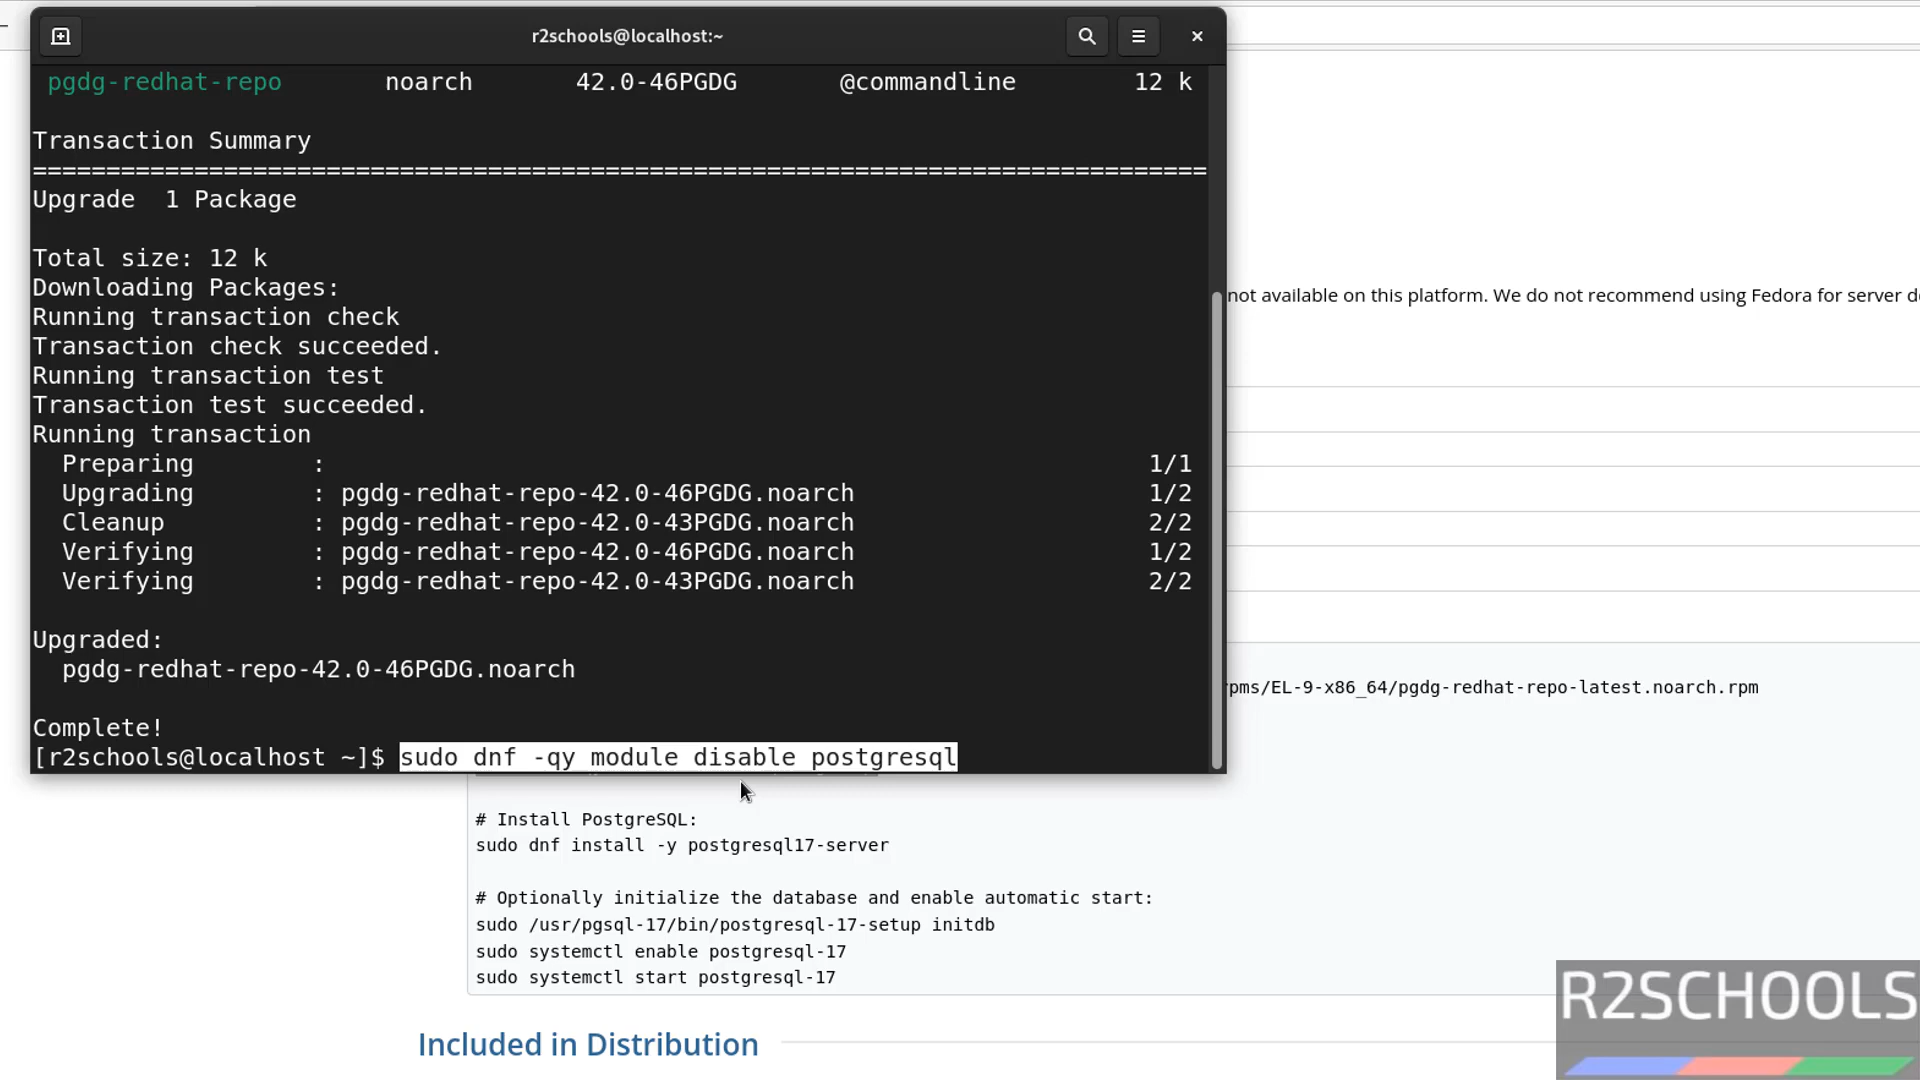 r2schools@localhost:~
pgdg-redhat-repo noarch 42.0-46PGDG @commandline 12 k
Transaction Summary
================================================================================
Upgrade 1 Package
Total size: 12 k
Downloading Packages:
Running transaction check
Transaction check succeeded.
Running transaction test
Transaction test succeeded.
Running transaction
Preparing : 1/1
Upgrading : pgdg-redhat-repo-42.0-46PGDG.noarch 1/2
Cleanup : pgdg-redhat-repo-42.0-43PGDG.noarch 2/2
Verifying : pgdg-redhat-repo-42.0-46PGDG.noarch 1/2
Verifying : pgdg-redhat-repo-42.0-43PGDG.noarch 2/2
Upgraded:
pgdg-redhat-repo-42.0-46PGDG.noarch
Complete!
[r2schools@localhost ~]$ sudo dnf -qy module disable postgresql
not available on this platform. We do not recommend using Fedora for server
pms/EL-9-x86_64/pgdg-redhat-repo-latest.noarch.rpm
# Install PostgreSQL:
sudo dnf install -y postgresql17-server
# Optionally initialize the database and enable automatic start:
sudo /usr/pgsql-17/bin/postgresql-17-setup initdb
sudo systemctl enable postgresql-17
sudo systemctl start postgresql-17
Included in Distribution
R2SCHOOLS